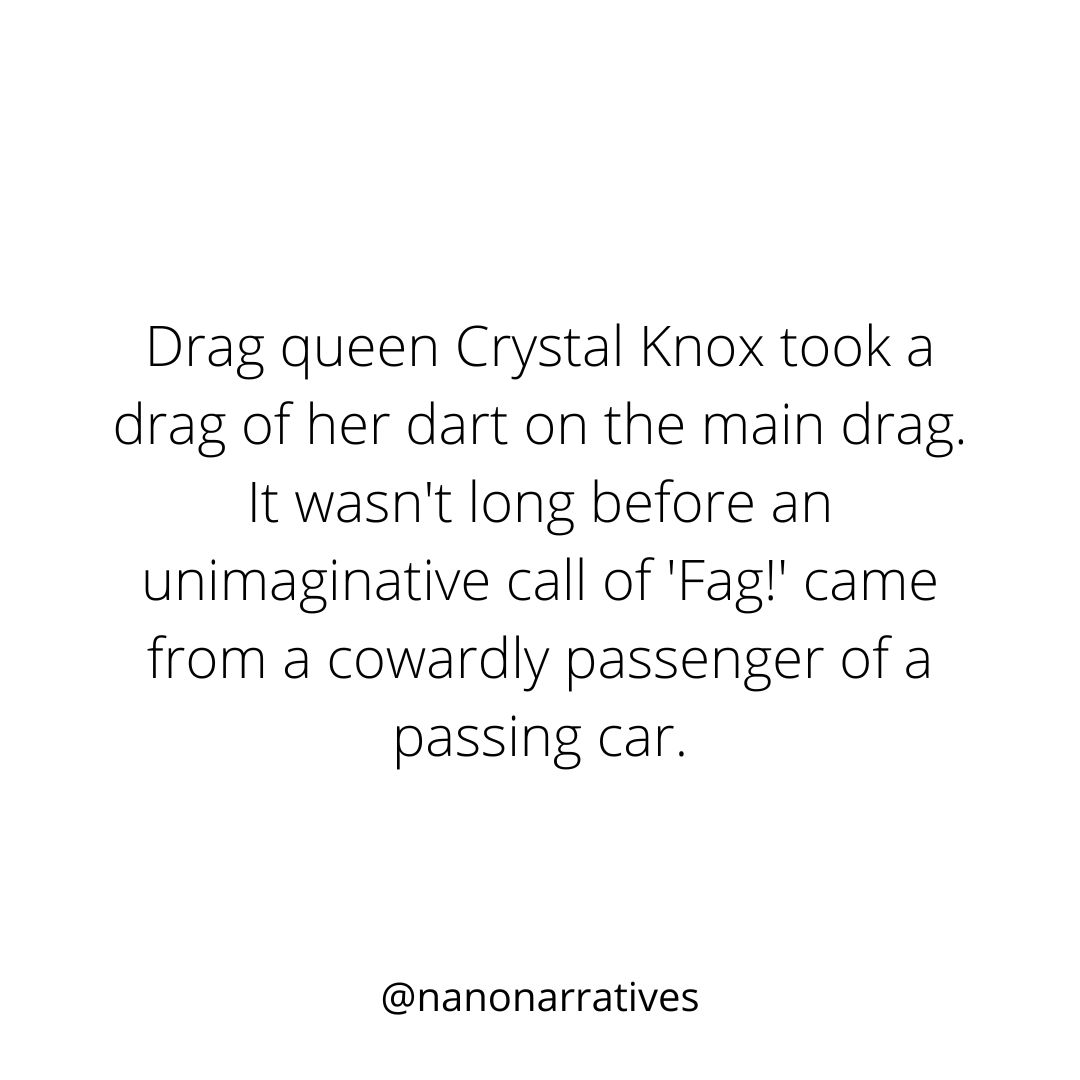 Drag queen Crystal Knox took a
drag of her dart on the main drag.
It wasn't long before an
unimaginative call of 'Fag!' came
from a cowardly passenger of a
passing car.
@nanonarratives